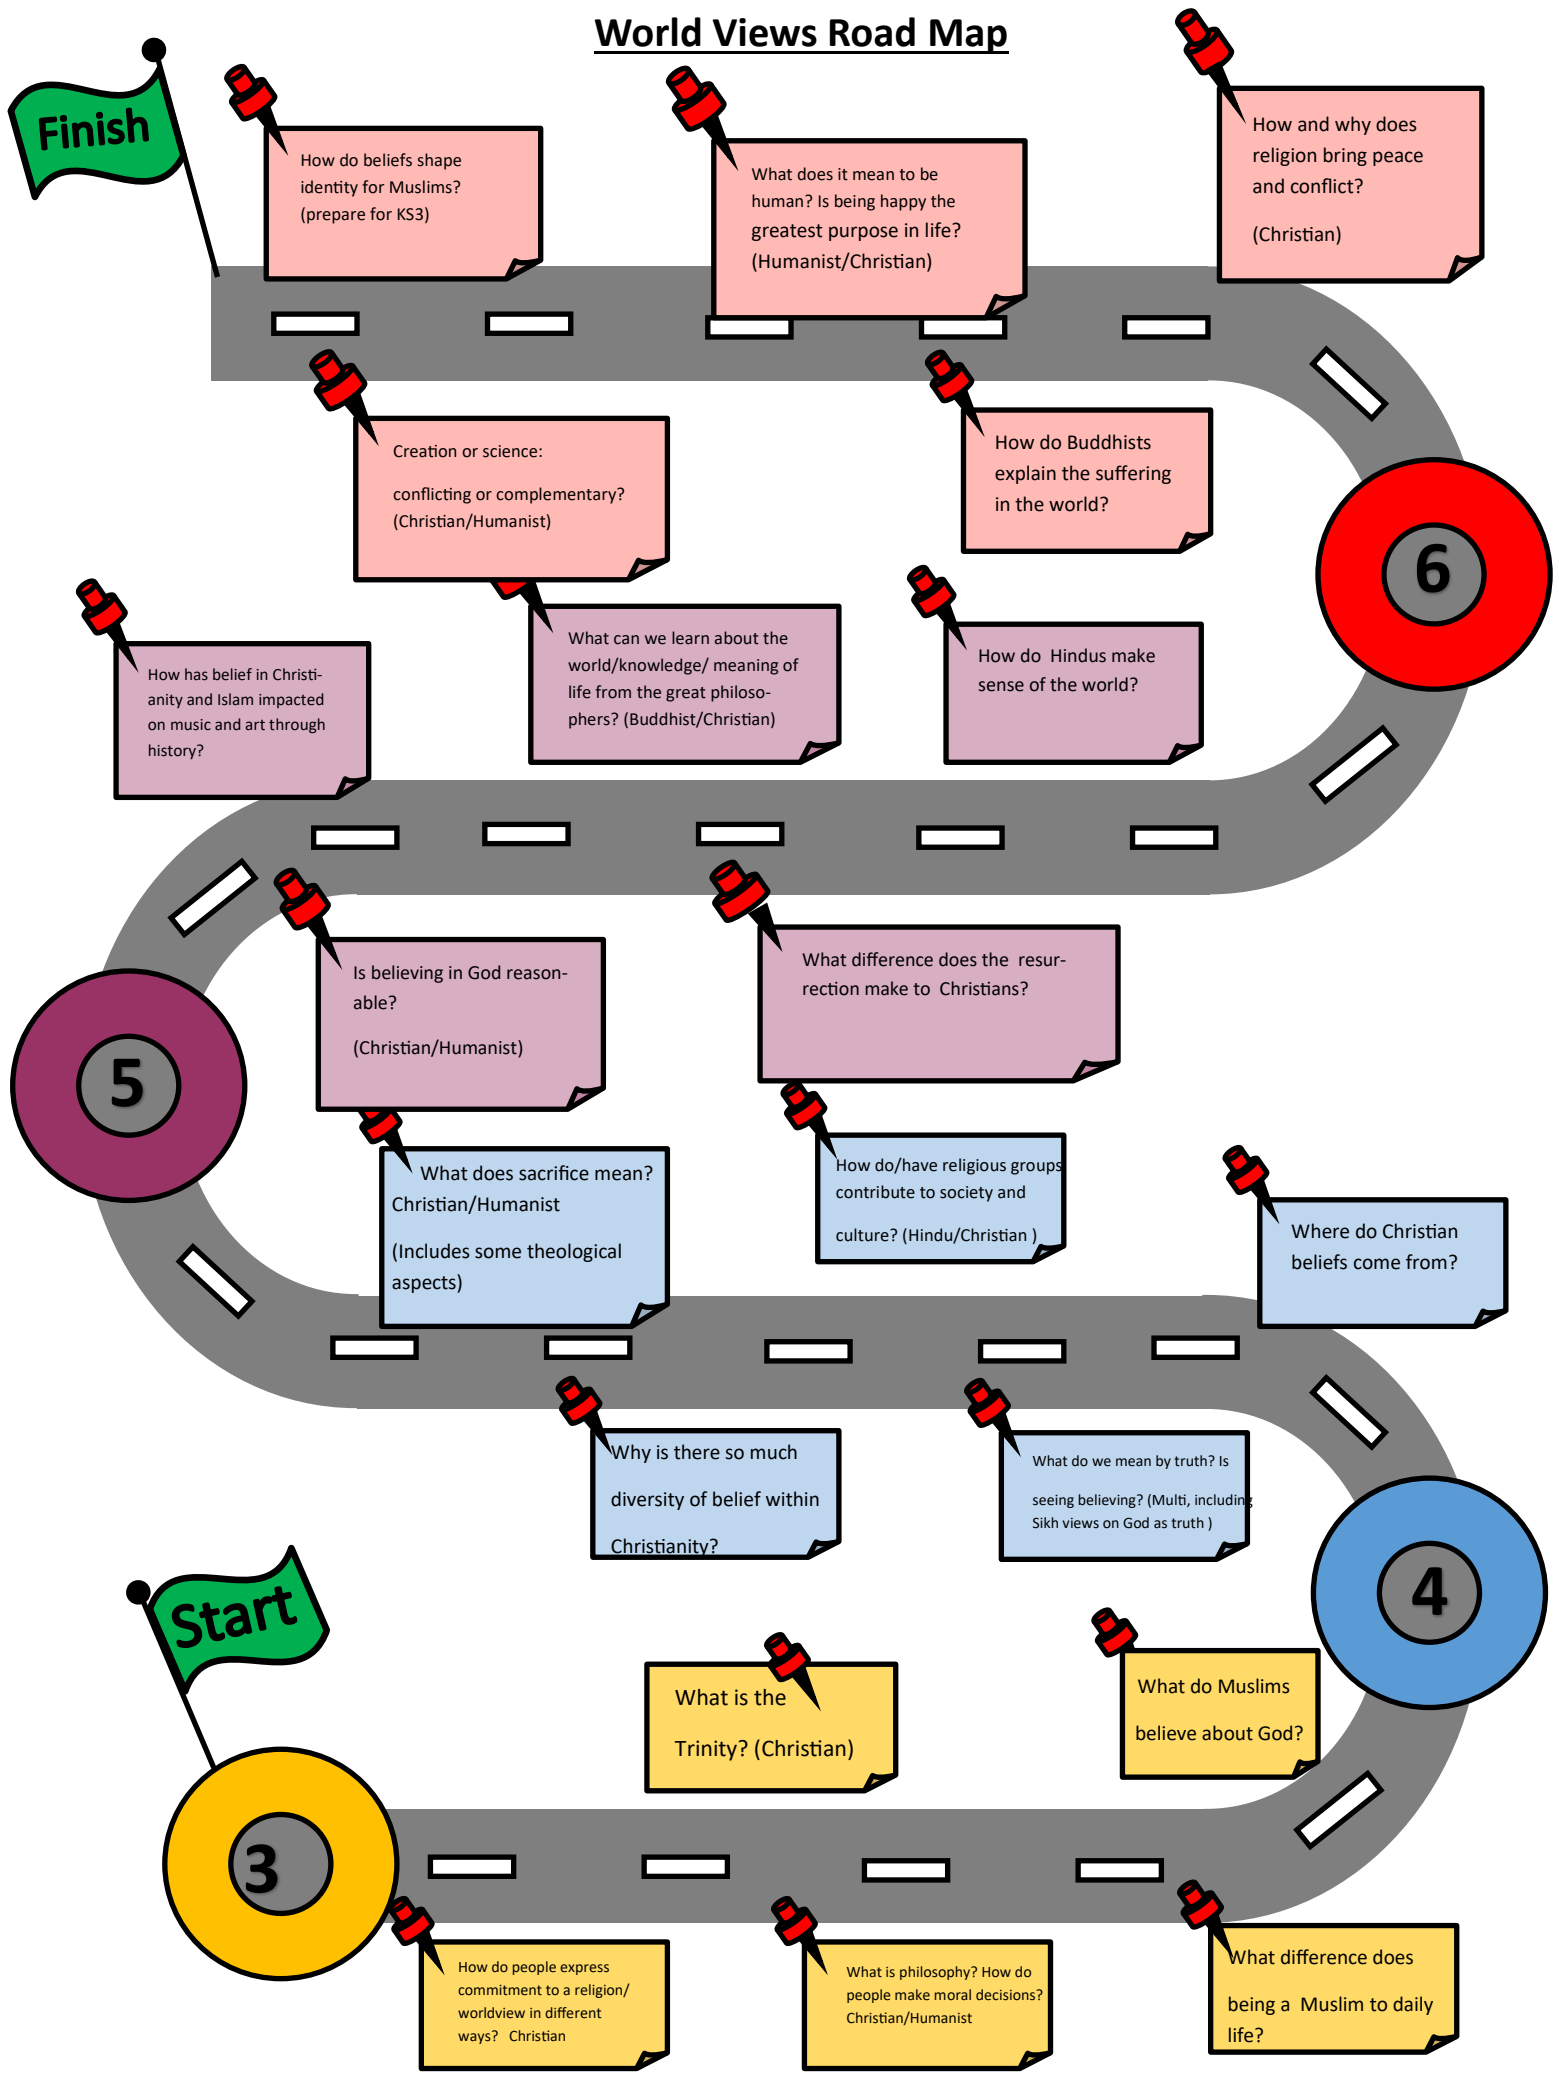 World Views Road Map
Finish
How do beliefs shape
identity for Muslims?
(prepare for KS3)
What does it mean to be
human? Is being happy the
greatest purpose in life?
(Humanist/Christian)
How and why does
religion bring peace
and conflict?
(Christian)
Creation or science:
conflicting or complementary?
(Christian/Humanist)
How do Buddhists
explain the suffering
in the world?
6
How has belief in Christi-
anity and Islam impacted
on music and art through
history?
What can we learn about the
world/knowledge/ meaning of
life from the great philoso-
phers? (Buddhist/Christian)
How do  Hindus make
sense of the world?
Is believing in God reason-
able?
(Christian/Humanist)
What difference does the  resur-
rection make to  Christians?
5
What does sacrifice mean?
Christian/Humanist
(Includes some theological
aspects)
How do/have religious groups
contribute to society and
culture? (Hindu/Christian )
Where do Christian
beliefs come from?
Why is there so much
diversity of belief within
Christianity?
What do we mean by truth? Is
seeing believing? (Multi, including
Sikh views on God as truth )
4
Start
What is the
Trinity? (Christian)
What do Muslims
believe about God?
3
How do people express
commitment to a religion/
worldview in different
ways?   Christian
What is philosophy? How do
people make moral decisions?
Christian/Humanist
What difference does
being a  Muslim to daily
life?